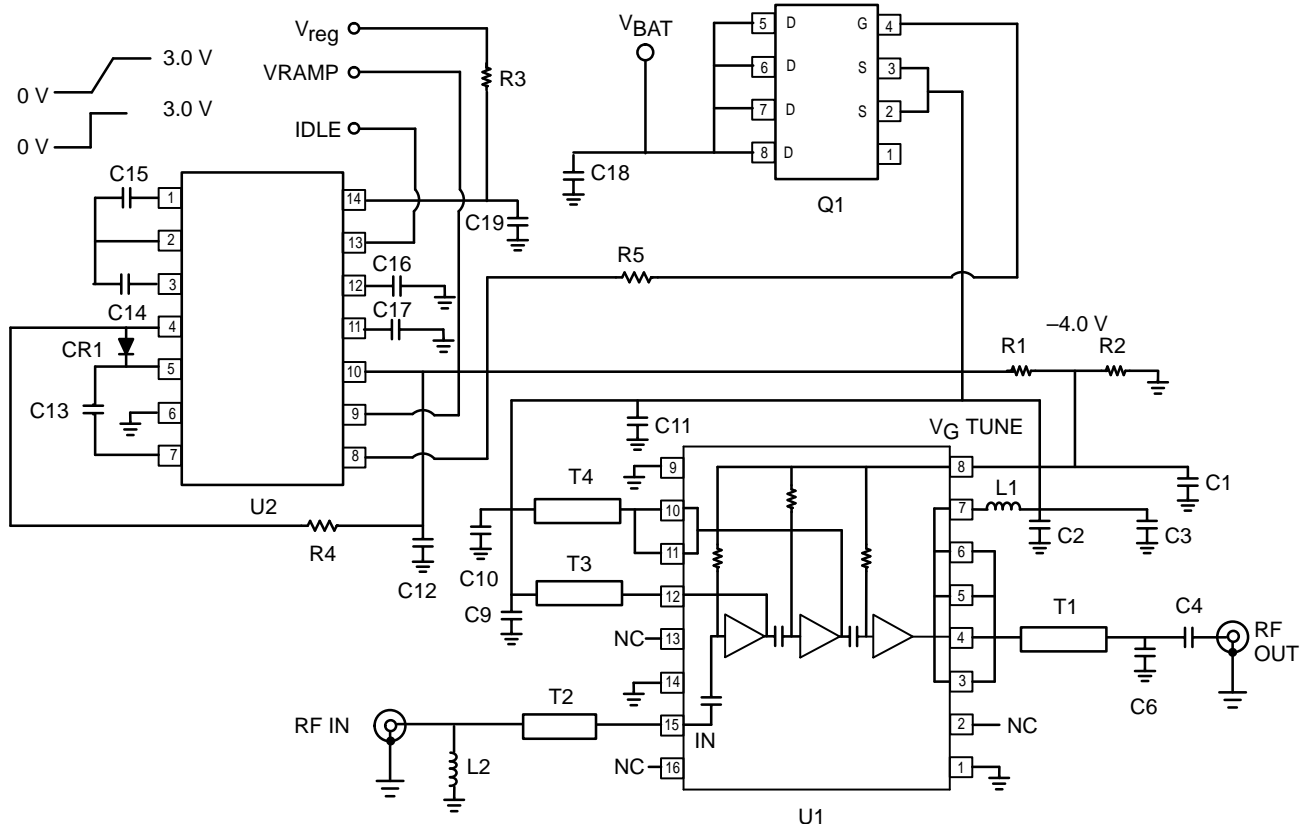 Vreg
3.0 V
VRAMP
0 V
3.0 V
IDLE
0 V
R3
VBAT
5 D G 4
6 D S 3
7 D S 2
8 D 1
C18
Q1
C15
1 14
C19
2 13
3 12
C16
C14
4 11
C17
CR1
5 10
C13
6 9
7 8
U2
R5
–4.0 V
R1 R2
R4
C12
C11
VG TUNE
9 8
C1
T4
10 7
L1
C10
11 6
C2
C3
T3
12 5
C9
NC 13 4
T1
C4
RF OUT
14 3
C6
T2
RF IN
15 IN 2 NC
L2
NC 16 1
U1